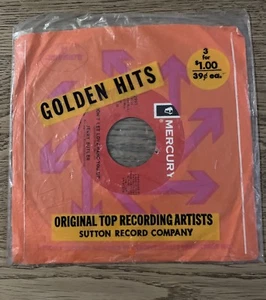 GOLDEN HITS
3
for
$1.00
39¢ ea.
MERCURY
ORIGINAL TOP RECORDING ARTISTS
SUTTON RECORD COMPANY